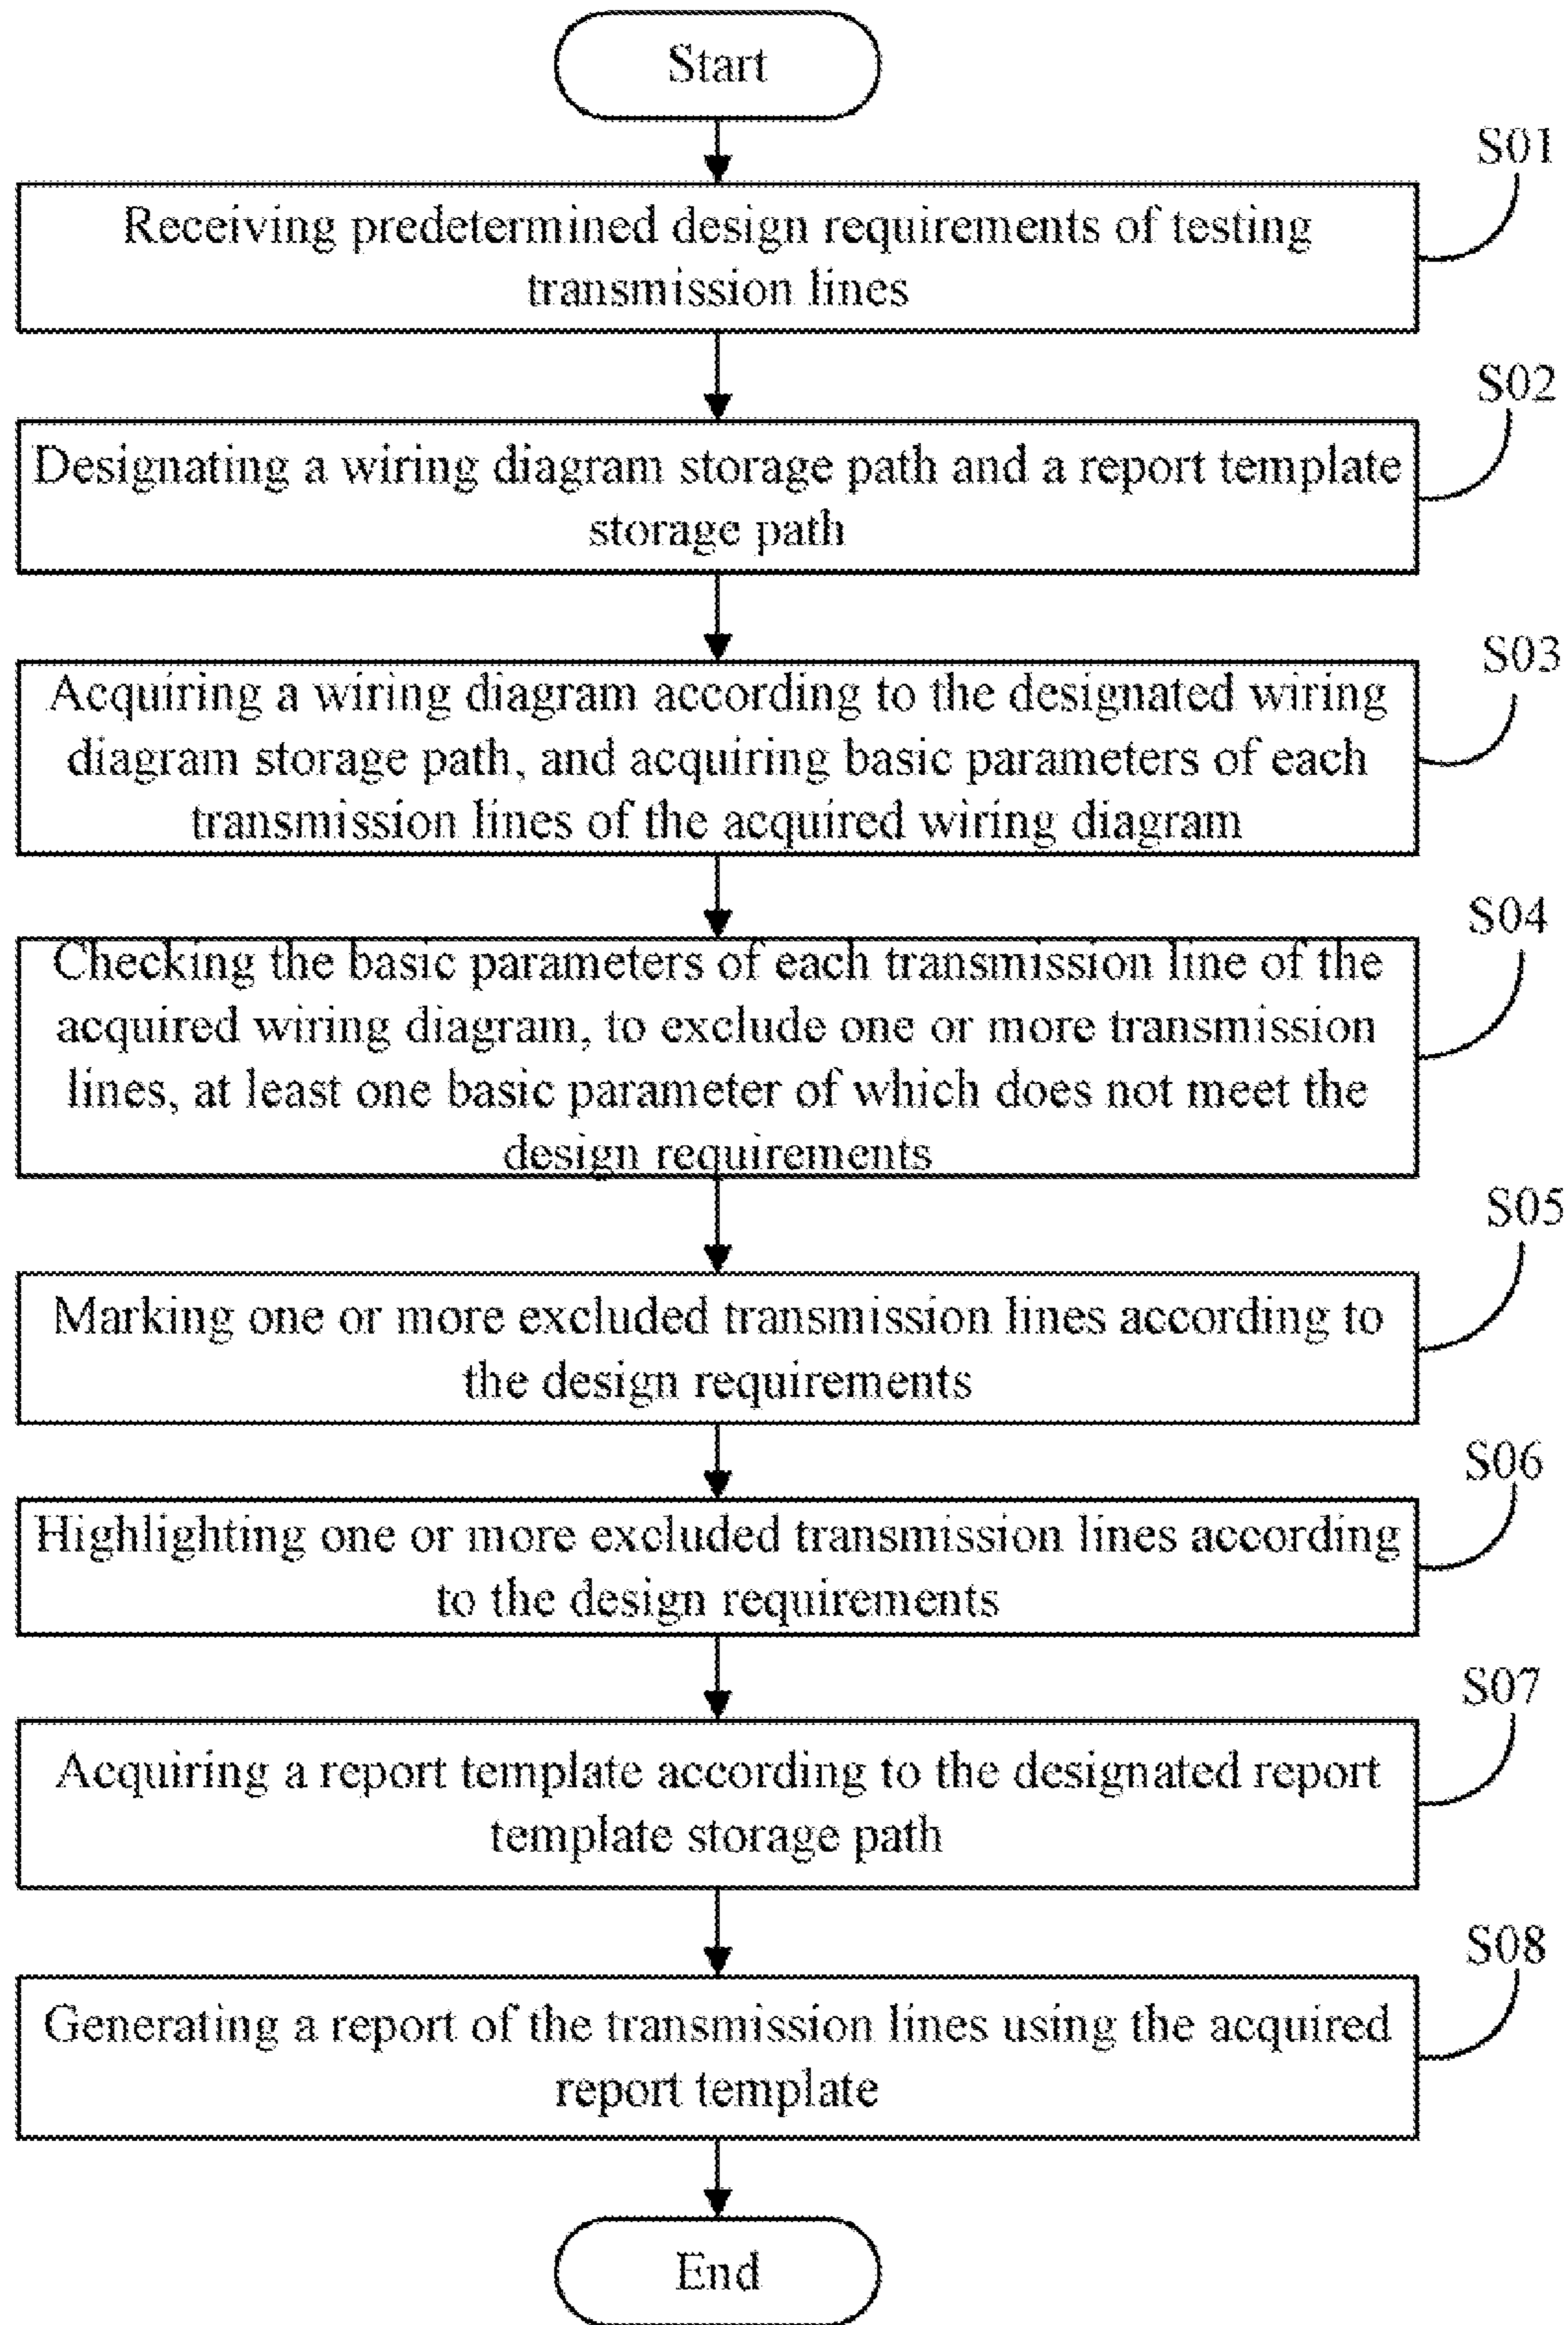 Start
S01
Receiving predetermined design requirements of testing
transmission lines
S02
Designating a wiring diagram storage path and a report template
storage path
S03
Acquiring a wiring diagram according to the designated wiring
diagram storage path, and acquiring basic parameters of each
transmission lines of the acquired wiring diagram
S04
Checking the basic parameters of each transmission line of the
acquired wiring diagram, to exclude one or more transmission
lines, at least one basic parameter of which does not meet the
design requirements
S05
Marking one or more excluded transmission lines according to
the design requirements
S06
Highlighting one or more excluded transmission lines according
to the design requirements
S07
Acquiring a report template according to the designated report
template storage path
S08
Generating a report of the transmission lines using the acquired
report template
End